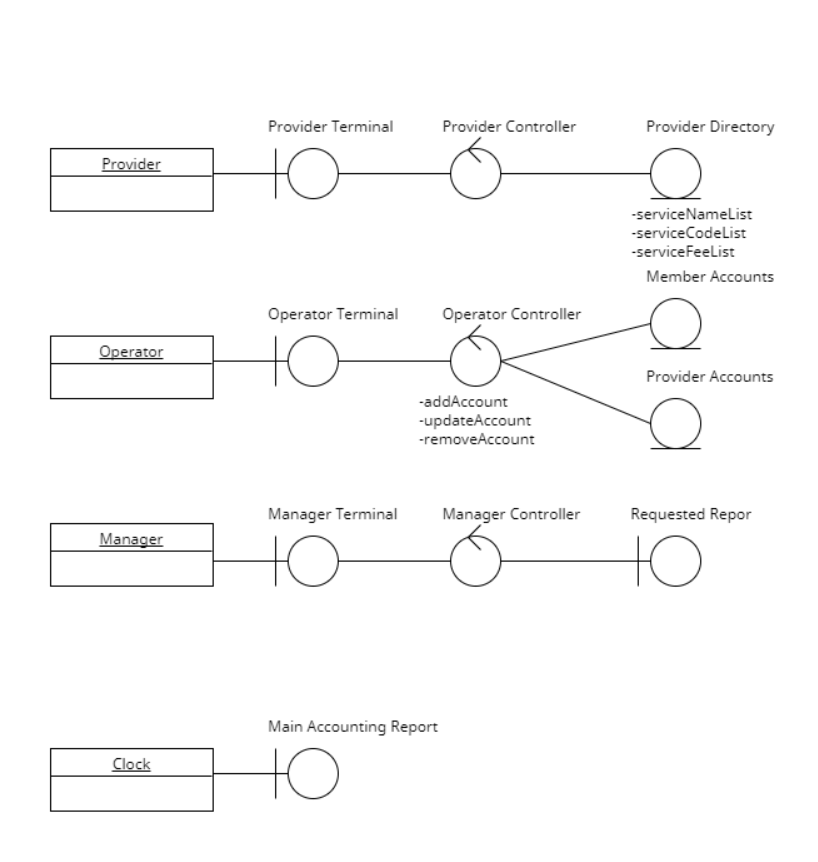 Provider Terminal
Provider Controller
Provider Directory
Provider
-serviceNameList
-serviceCodeList
-serviceFeeList
Member Accounts
Operator Terminal
Operator Controller
Operator
Provider Accounts
-addAccount
-updateAccount
-removeAccount
Manager Terminal
Manager Controller
Requested Repor
Manager
Main Accounting Report
Clock